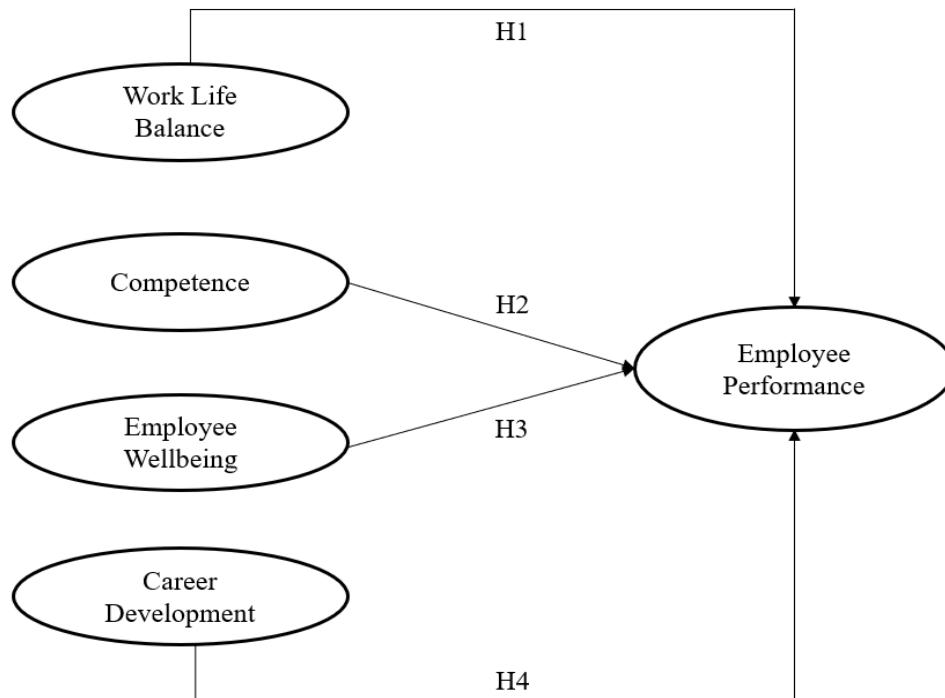 H1
Work Life
Balance
Competence
H2
Employee
Performance
Employee
Wellbeing
H3
Career
Development
H4